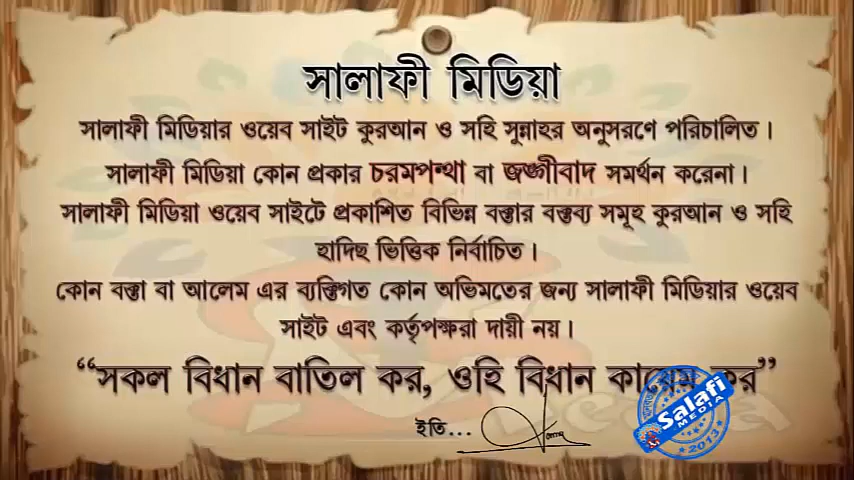 সালাফী মিডিয়া
সালাফী মিডিয়ার ওয়েব সাইট কুরআন ও সহি সুন্নাহর অনুসরণে পরিচালিত।
সালাফী মিডিয়া কোন প্রকার চরমপন্থা বা জঙ্গীবাদ সমর্থন করেনা।
সালাফী মিডিয়া ওয়েব সাইটে প্রকাশিত বিভিন্ন বক্তার বক্তব্য সমূহ কুরআন ও সহি
হাদিছ ভিত্তিক নির্বাচিত।
কোন বক্তা বা আলেম এর ব্যক্তিগত কোন অভিমতের জন্য সালাফী মিডিয়ার ওয়েব
সাইট এবং কর্তৃপক্ষরা দায়ী নয়।
“সকল বিধান বাতিল কর, ওহি বিধান কায়েম কর”
ইতি...
Salafi
MEDIA
2013